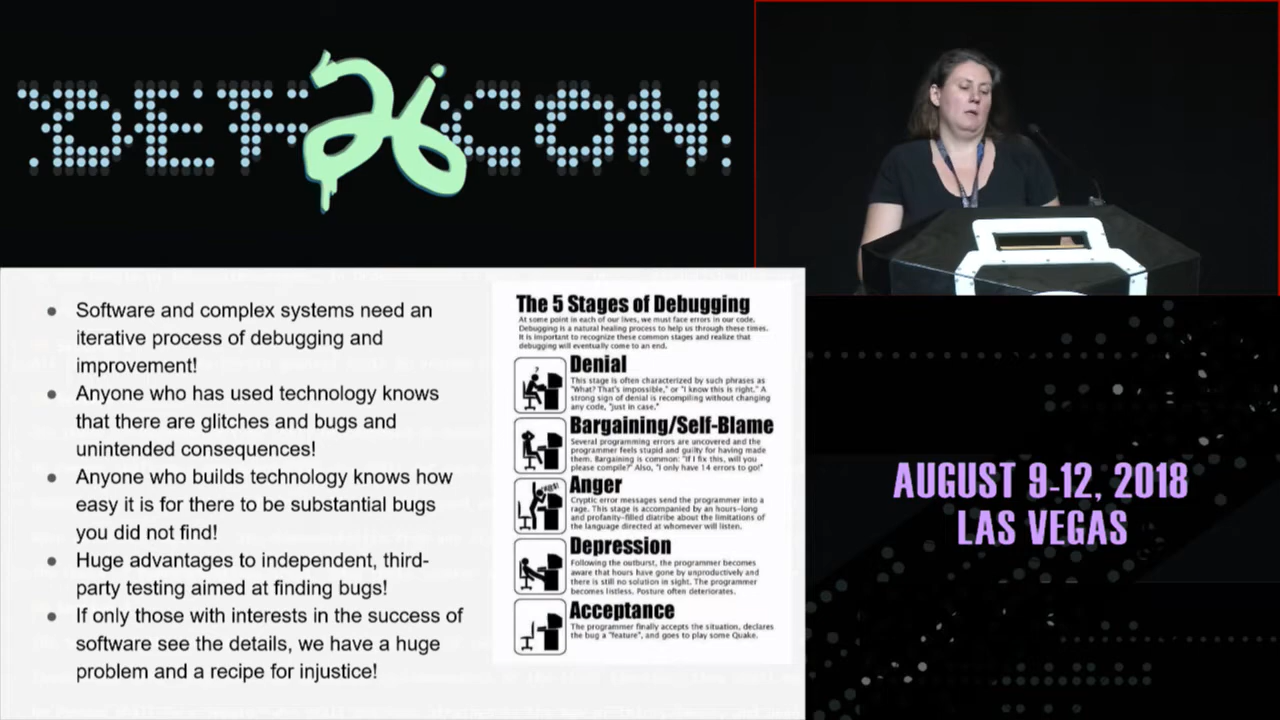 DEF 26 CON
Software and complex systems need an
iterative process of debugging and
improvement!
Anyone who has used technology knows
that there are glitches and bugs and
unintended consequences!
Anyone who builds technology knows how
easy it is for there to be substantial bugs
you did not find!
Huge advantages to independent, third-
party testing aimed at finding bugs!
If only those with interests in the success of
software see the details, we have a huge
problem and a recipe for injustice!
The 5 Stages of Debugging
At some point in each of our lives, we must face errors in our code.
Debugging is a natural healing process to help us through these times.
It is important to recognize these common stages and realize that
debugging will eventually come to an end.
Denial
This stage is often characterized by such phrases as
"What? That's impossible," or "I know this is right." A
strong sign of denial is recompiling without changing
any code, "just in case."
Bargaining/Self-Blame
Several programming errors are uncovered and the
programmer feels stupid and guilty for having made
them. Bargaining is common: "If I fix this, will you
please compile?" Also, "I only have 14 errors to go!"
Anger
Cryptic error messages send the programmer into a
rage. This stage is accompanied by an hours-long
and profanity-filled diatribe about the limitations of
the language directed at whomever will listen.
Depression
Following the outburst, the programmer becomes
aware that hours have gone by unproductively and
there is still no solution in sight. The programmer
becomes listless. Posture often deteriorates.
Acceptance
The programmer finally accepts the situation, declares
the bug a "feature", and goes to play some Quake.
AUGUST 9-12, 2018
LAS VEGAS